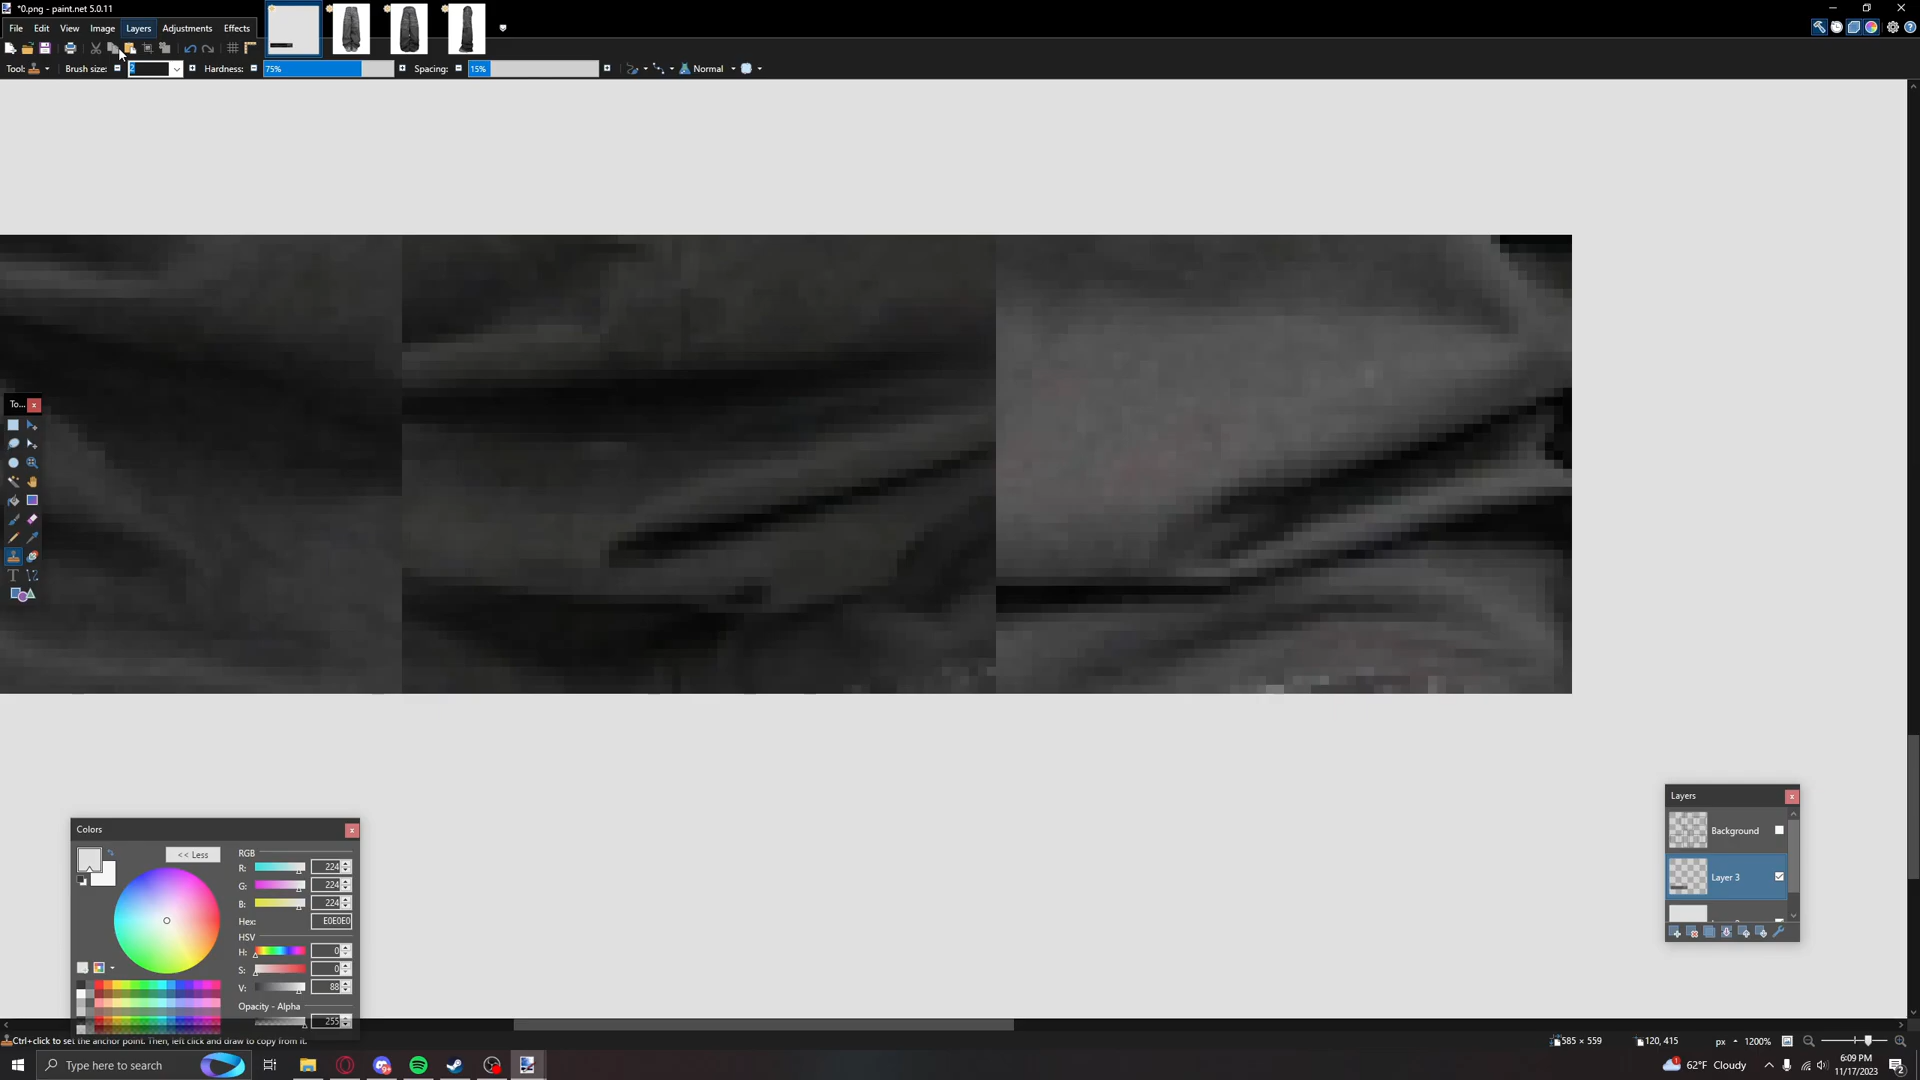 *0.png - paint.net 5.0.11
File Edit View Image Layers Adjustments Effects
Tool: Brush size: 2 Hardness: 75% Spacing: 15% Normal
To...
T
Colors
<< Less
RGB
R: 224
G: 224
B: 224
Hex: E0E0E0
HSV
H: 0
S: 0
V: 88
Opacity - Alpha
255
Layers
Background
Layer 3
Ctrl+click to set the anchor point. Then, left click and draw to copy from it.
585 × 559 120, 415 px 1200%
Type here to search
62°F Cloudy
6:09 PM
11/17/2023
2